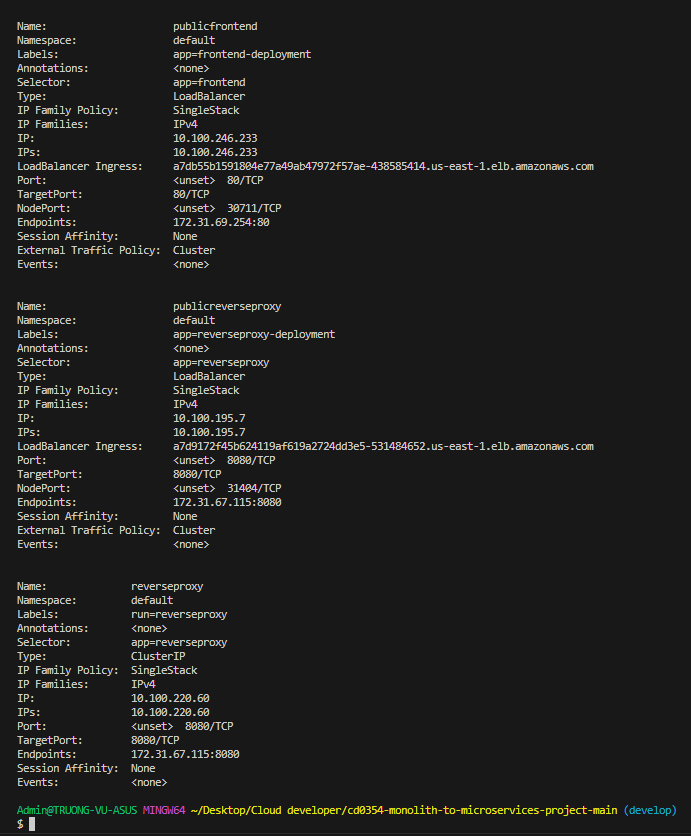 Name:                     publicfrontend
Namespace:                default
Labels:                   app=frontend-deployment
Annotations:              <none>
Selector:                 app=frontend
Type:                     LoadBalancer
IP Family Policy:         SingleStack
IP Families:              IPv4
IP:                       10.100.246.233
IPs:                      10.100.246.233
LoadBalancer Ingress:     a7db55b1591804e77a49ab47972f57ae-438585414.us-east-1.elb.amazonaws.com
Port:                     <unset>  80/TCP
TargetPort:               80/TCP
NodePort:                 <unset>  30711/TCP
Endpoints:                172.31.69.254:80
Session Affinity:         None
External Traffic Policy:  Cluster
Events:                   <none>

Name:                     publicreverseproxy
Namespace:                default
Labels:                   app=reverseproxy-deployment
Annotations:              <none>
Selector:                 app=reverseproxy
Type:                     LoadBalancer
IP Family Policy:         SingleStack
IP Families:              IPv4
IP:                       10.100.195.7
IPs:                      10.100.195.7
LoadBalancer Ingress:     a7d9172f45b624119af619a2724dd3e5-531484652.us-east-1.elb.amazonaws.com
Port:                     <unset>  8080/TCP
TargetPort:               8080/TCP
NodePort:                 <unset>  31404/TCP
Endpoints:                172.31.67.115:8080
Session Affinity:         None
External Traffic Policy:  Cluster
Events:                   <none>

Name:              reverseproxy
Namespace:         default
Labels:            run=reverseproxy
Annotations:       <none>
Selector:          app=reverseproxy
Type:              ClusterIP
IP Family Policy:  SingleStack
IP Families:       IPv4
IP:                10.100.220.60
IPs:               10.100.220.60
Port:              <unset>  8080/TCP
TargetPort:        8080/TCP
Endpoints:         172.31.67.115:8080
Session Affinity:  None
Events:            <none>

Admin@TRUONG-VU-ASUS MINGW64 ~/Desktop/Cloud developer/cd0354-monolith-to-microservices-project-main (develop)
$